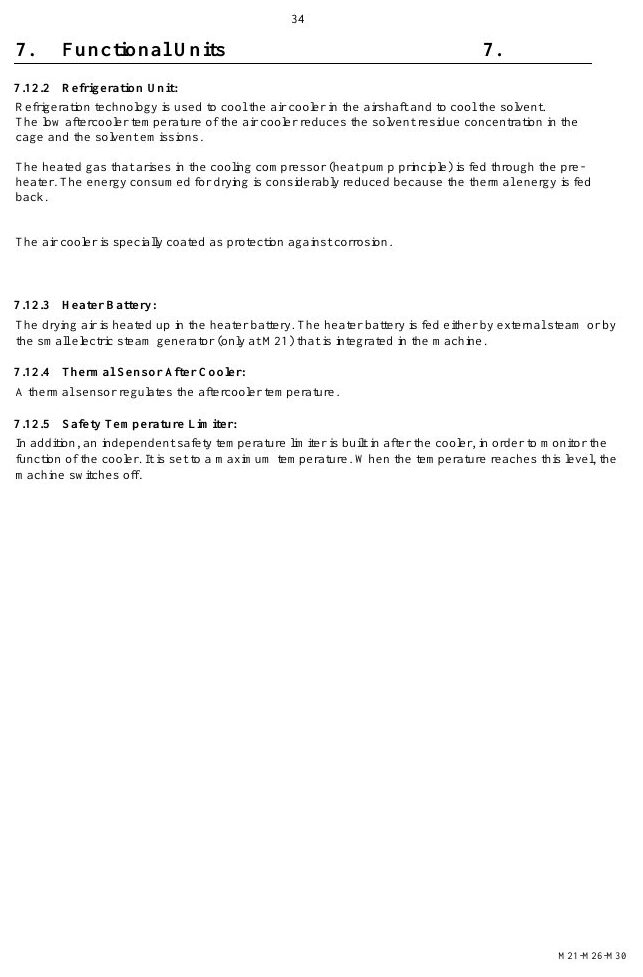 34
7. Functional Units 7.
7.12.2 Refrigeration Unit:
Refrigeration technology is used to cool the air cooler in the airshaft and to cool the solvent.
The low aftercooler temperature of the air cooler reduces the solvent residue concentration in the
cage and the solvent emissions.
The heated gas that arises in the cooling compressor (heat pump principle) is fed through the pre-
heater. The energy consumed for drying is considerably reduced because the thermal energy is fed
back.
The air cooler is specially coated as protection against corrosion.
7.12.3 Heater Battery:
The drying air is heated up in the heater battery. The heater battery is fed either by external steam or by
the small electric steam generator (only at M21) that is integrated in the machine.
7.12.4 Thermal Sensor After Cooler:
A thermal sensor regulates the aftercooler temperature.
7.12.5 Safety Temperature Limiter:
In addition, an independent safety temperature limiter is built in after the cooler, in order to monitor the
function of the cooler. It is set to a maximum temperature. When the temperature reaches this level, the
machine switches off.
M21-M26-M30